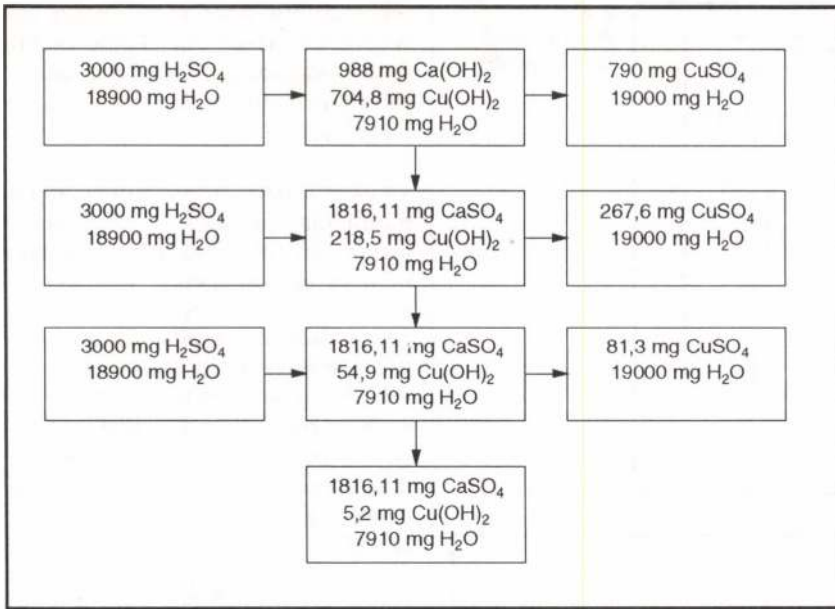 3000 mg H₂SO₄
18900 mg H₂O
988 mg Ca(OH)₂
704,8 mg Cu(OH)₂
7910 mg H₂O
790 mg CuSO₄
19000 mg H₂O
3000 mg H₂SO₄
18900 mg H₂O
1816,11 mg CaSO₄
218,5 mg Cu(OH)₂
7910 mg H₂O
267,6 mg CuSO₄
19000 mg H₂O
3000 mg H₂SO₄
18900 mg H₂O
1816,11 mg CaSO₄
54,9 mg Cu(OH)₂
7910 mg H₂O
81,3 mg CuSO₄
19000 mg H₂O
1816,11 mg CaSO₄
5,2 mg Cu(OH)₂
7910 mg H₂O